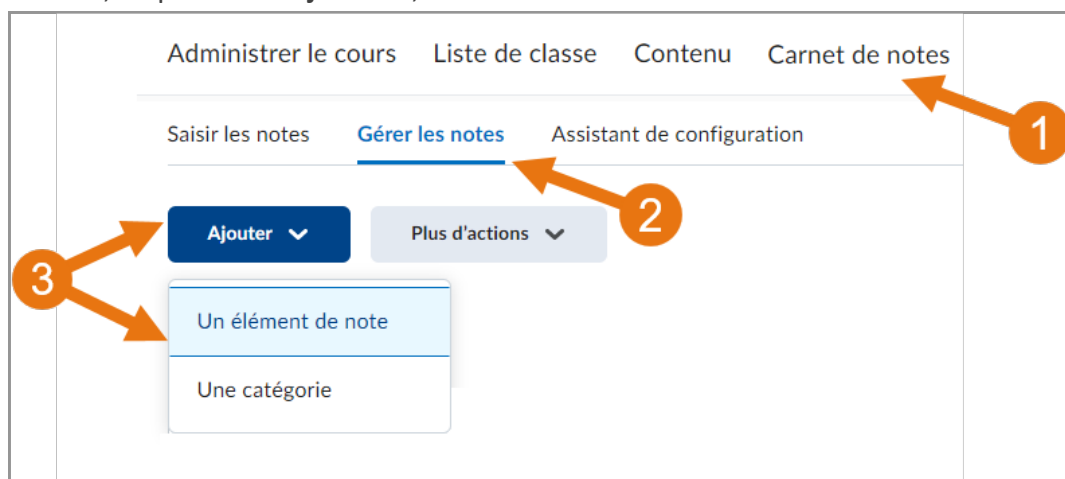 Administrer le cours Liste de classe Contenu Carnet de notes
1
Saisir les notes Gérer les notes Assistant de configuration
2
Ajouter Plus d'actions
3
Un élément de note
Une catégorie